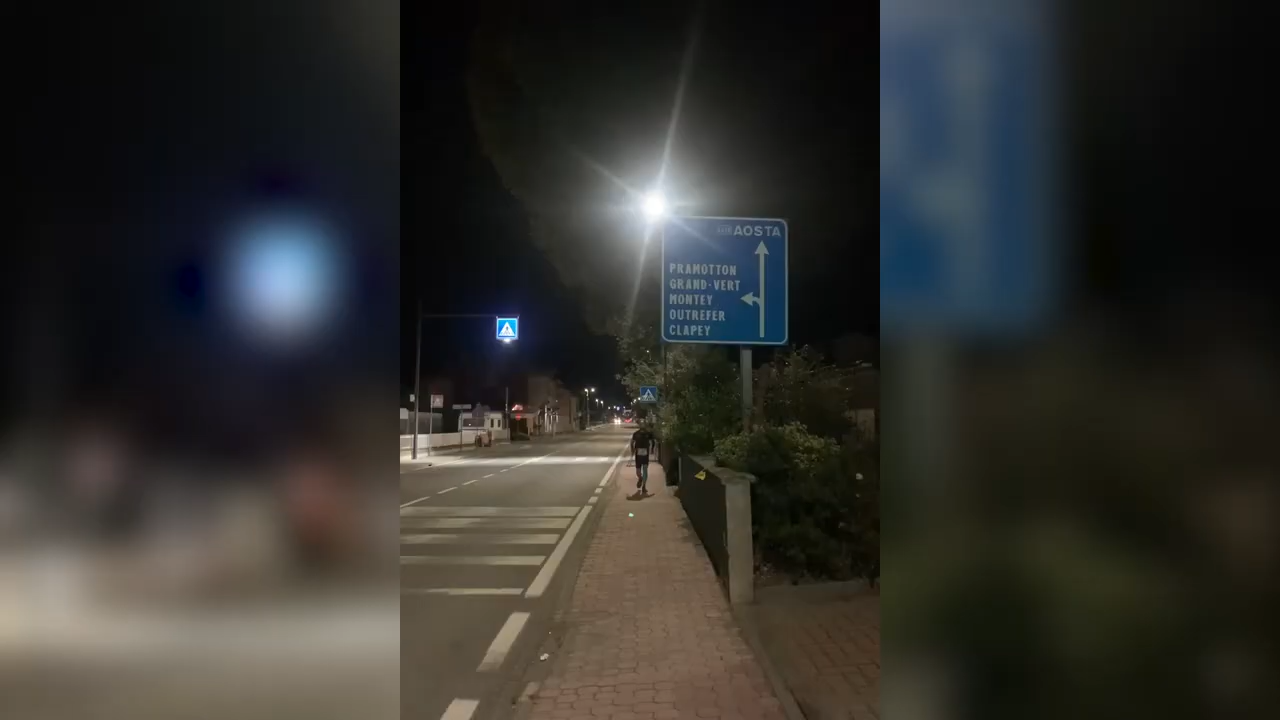 AOSTA
PRAMOTTON
GRAND-VERT
MONTEY
OUTREFER
CLAPEY